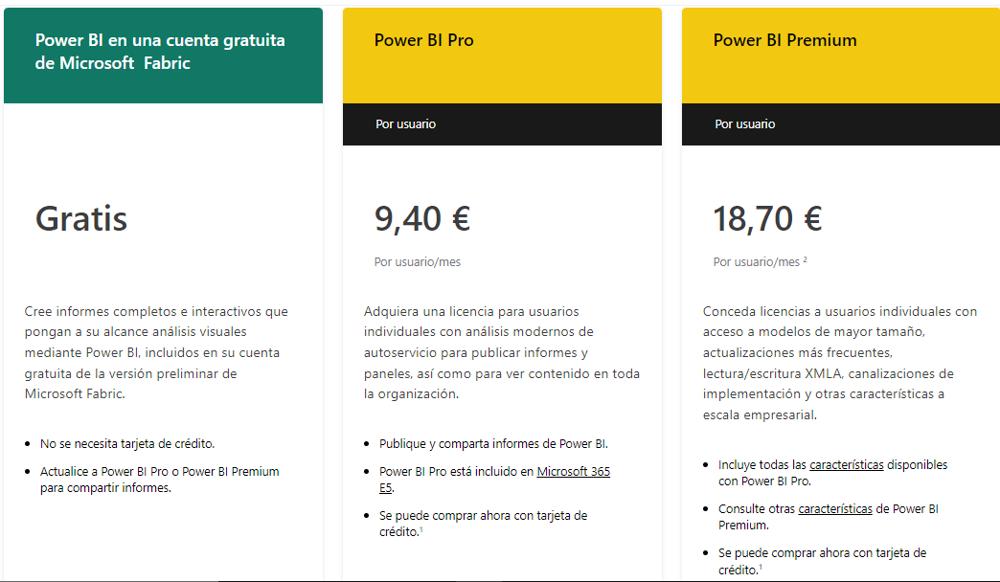 Power BI en una cuenta gratuita
de Microsoft Fabric
Gratis
Cree informes completos e interactivos que
pongan a su alcance análisis visuales
mediante Power BI, incluidos en su cuenta
gratuita de la versión preliminar de
Microsoft Fabric.
• No se necesita tarjeta de crédito.
• Actualice a Power BI Pro o Power BI Premium
para compartir informes.
Power BI Pro
Por usuario
9,40 €
Por usuario/mes
Adquiera una licencia para usuarios
individuales con análisis modernos de
autoservicio para publicar informes y
paneles, así como para ver contenido en toda
la organización.
• Publique y comparta informes de Power BI.
• Power BI Pro está incluido en Microsoft 365
E5.
• Se puede comprar ahora con tarjeta de
crédito.¹
Power BI Premium
Por usuario
18,70 €
Por usuario/mes ²
Conceda licencias a usuarios individuales con
acceso a modelos de mayor tamaño,
actualizaciones más frecuentes,
lectura/escritura XMLA, canalizaciones de
implementación y otras características a
escala empresarial.
• Incluye todas las características disponibles
con Power BI Pro.
• Consulte otras características de Power BI
Premium.
• Se puede comprar ahora con tarjeta de
crédito.¹